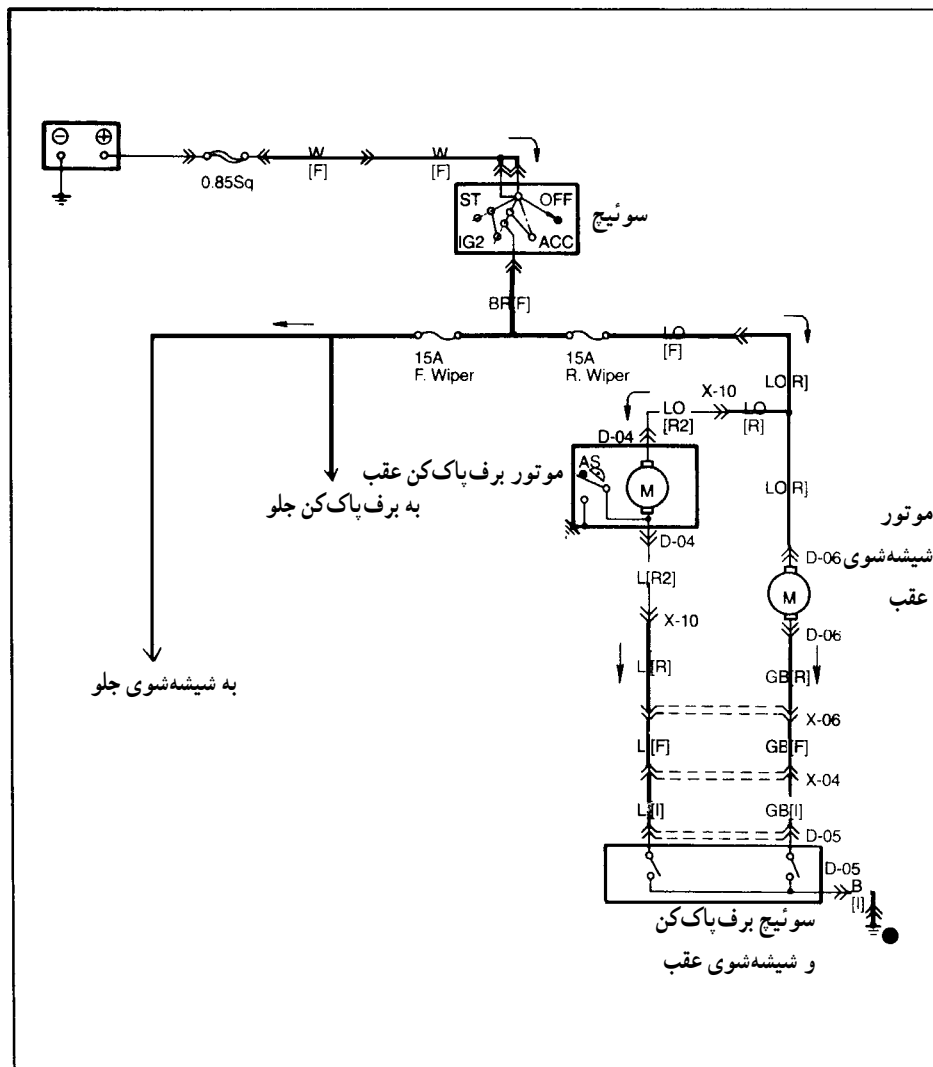 0.85Sq
W
[F]
W
[F]
ST
OFF
IG2
ACC
سوئیچ
BR[F]
15A
F. Wiper
15A
R. Wiper
LO
[F]
LO[R]
X-10
LO
[R2]
LO
[R]
D-04
AS
M
موتور برف‌پاک‌کن عقب
به برف‌پاک‌کن جلو
LO[R]
موتور
شیشه‌شوی
عقب
D-04
D-06
L[R2]
M
X-10
D-06
به شیشه‌شوی جلو
L[R]
GB[R]
X-06
L[F]
GB[F]
X-04
L[I]
GB[I]
D-05
D-05
B
[I]
سوئیچ برف‌پاک‌کن
و شیشه‌شوی عقب